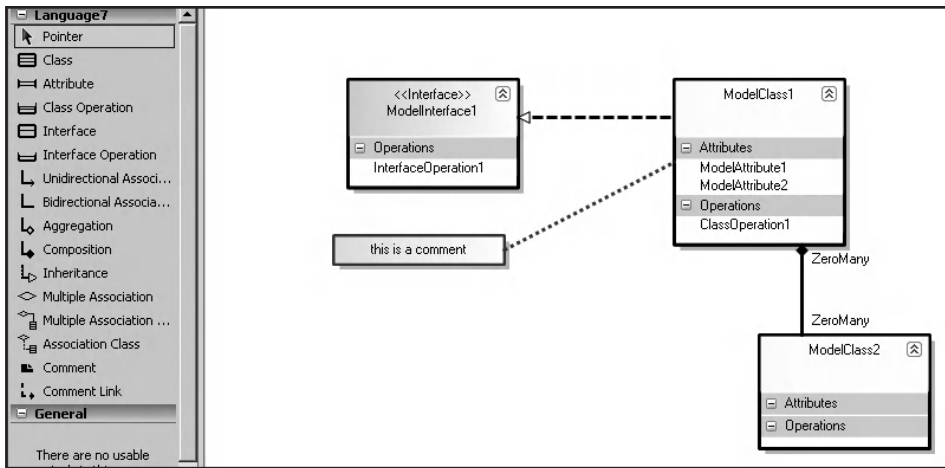 Language7
Pointer
Class
Attribute
Class Operation
Interface
Interface Operation
Unidirectional Associ...
Bidirectional Associa...
Aggregation
Composition
Inheritance
Multiple Association
Multiple Association ...
Association Class
Comment
Comment Link
General
There are no usable
<<Interface>>
ModelInterface1
Operations
InterfaceOperation1
this is a comment
ModelClass1
Attributes
ModelAttribute1
ModelAttribute2
Operations
ClassOperation1
ZeroMany
ZeroMany
ModelClass2
Attributes
Operations